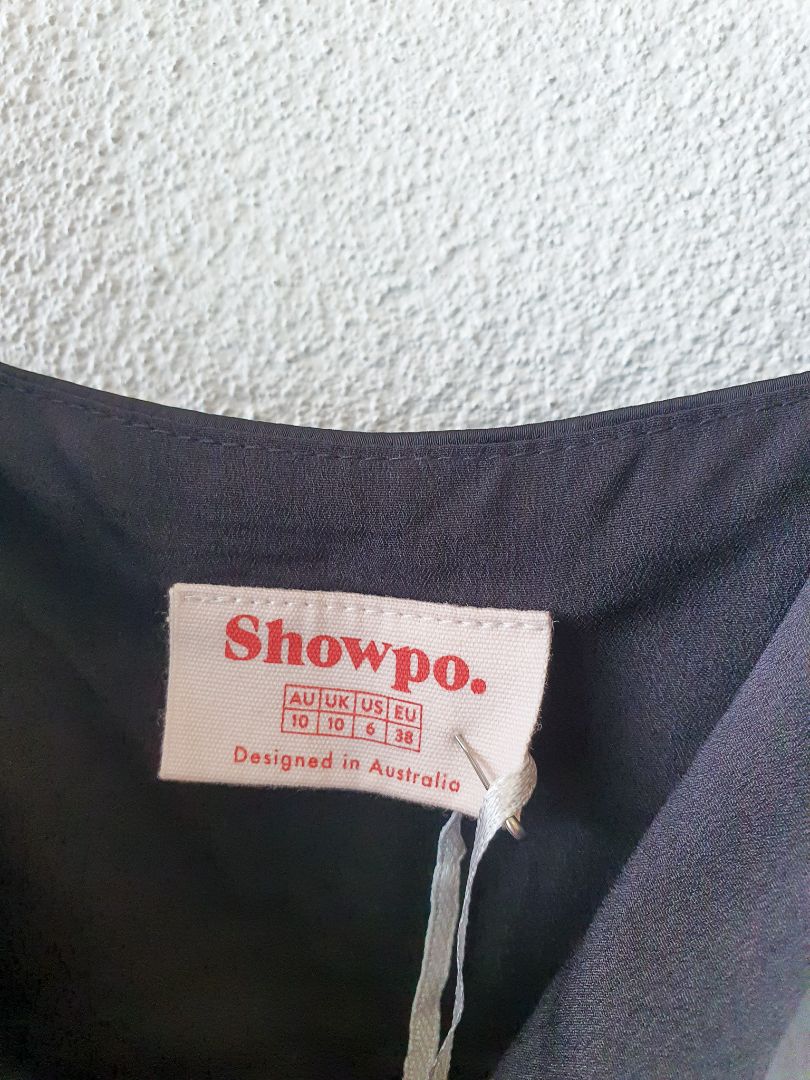 Showpo.
AU UK US EU
10 10 6 38
Designed in Australia